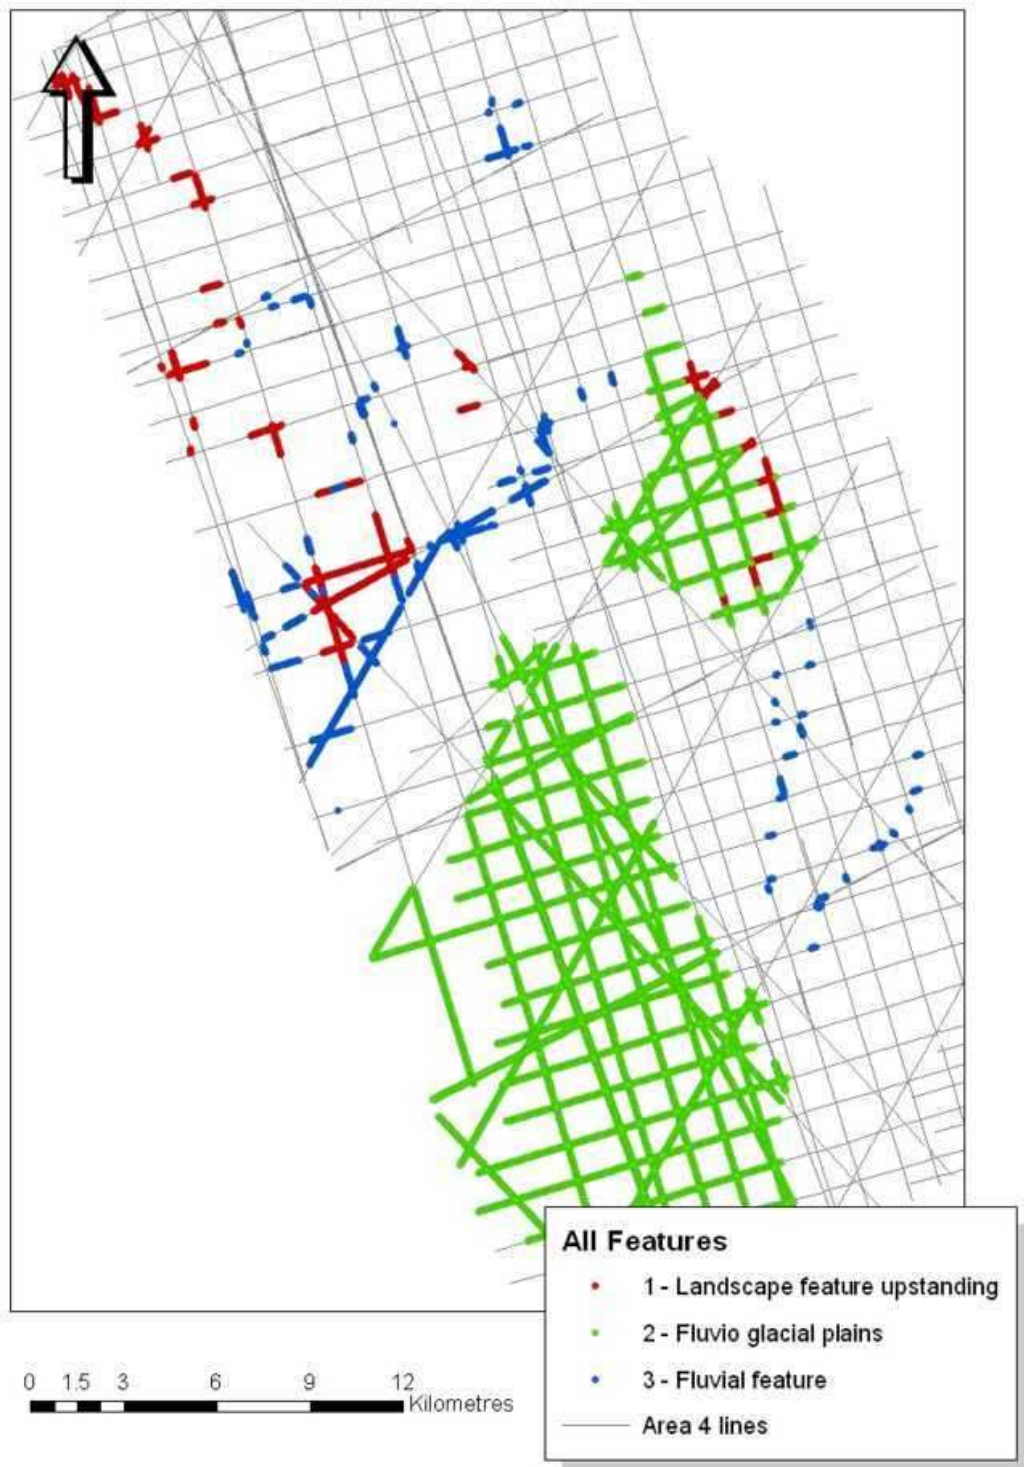 All Features
1 - Landscape feature upstanding
2 - Fluvio glacial plains
3 - Fluvial feature
Area 4 lines
0 1.5 3 6 9 12
Kilometres